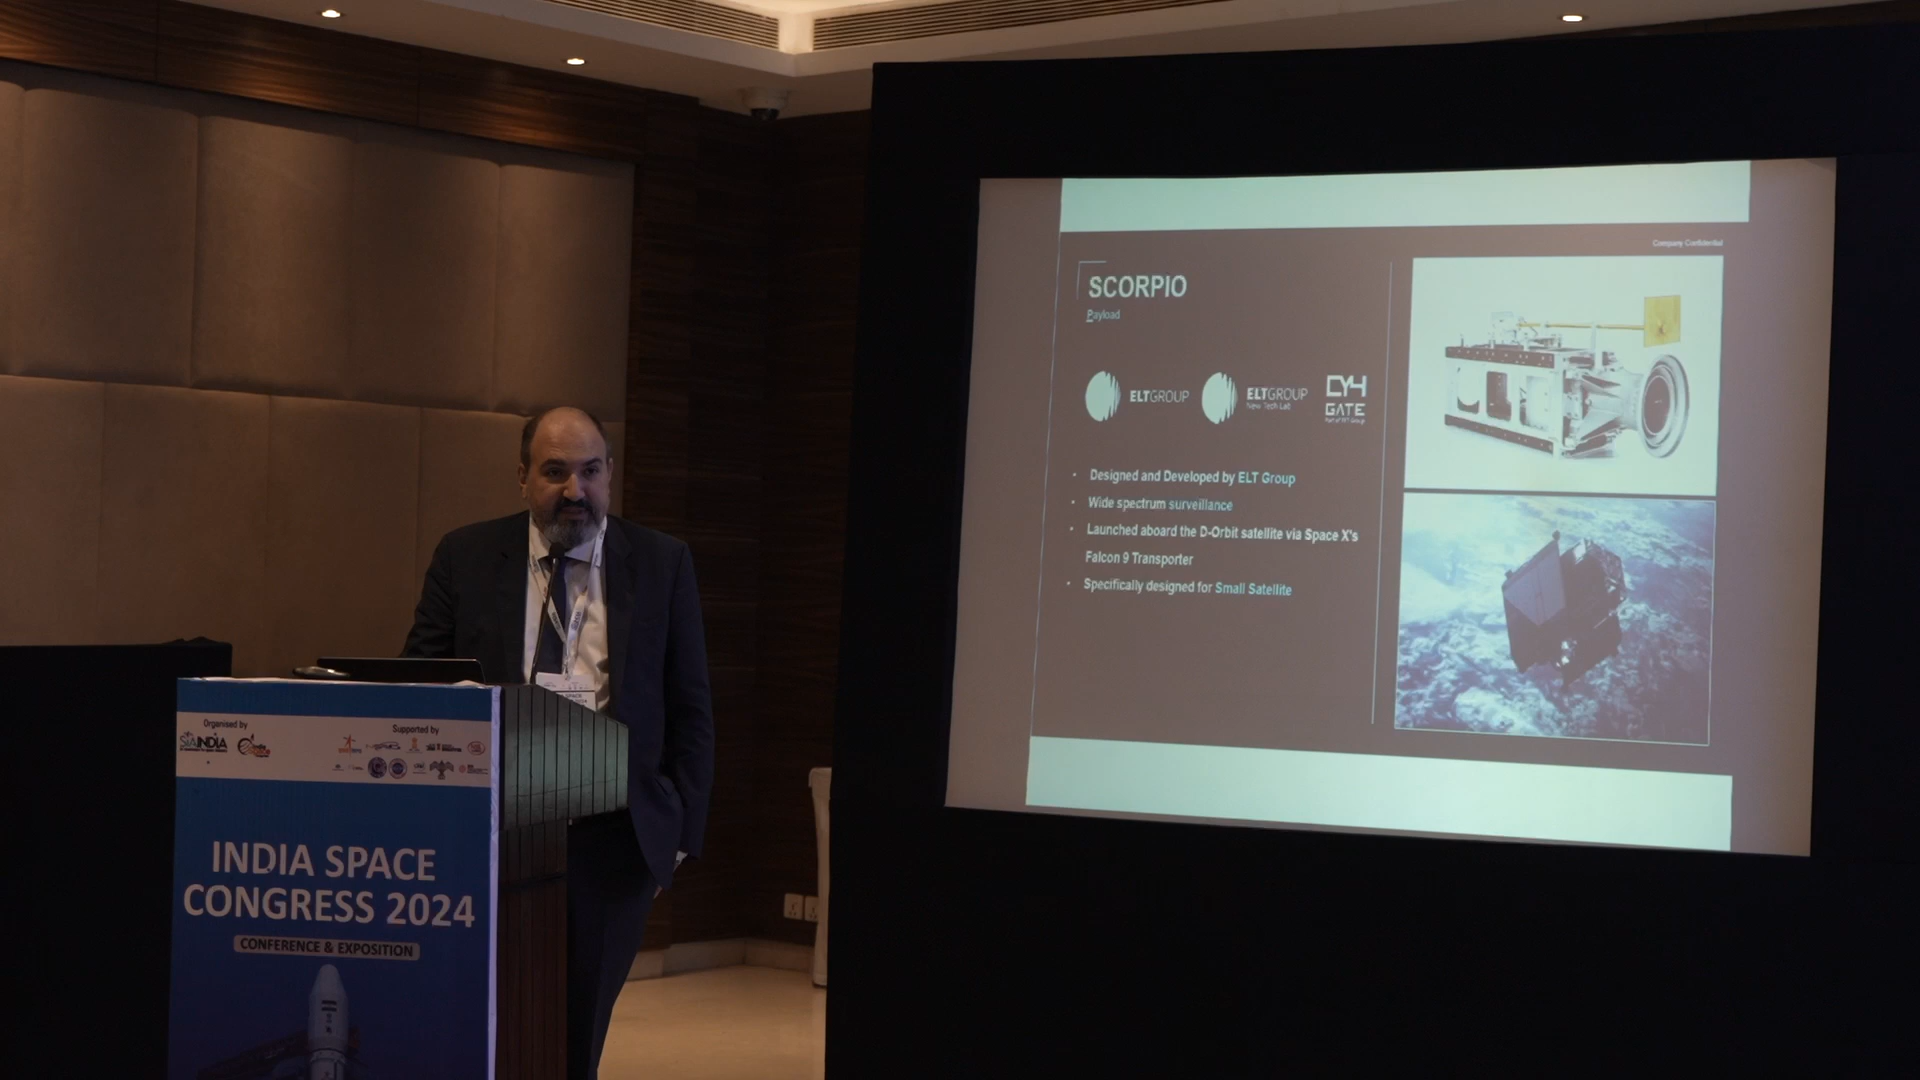 Company Confidential
SCORPIO
Payload
ELTGROUP
ELTGROUP
New Tech Lab
CY4
GATE
• Designed and Developed by ELT Group
• Wide spectrum surveillance
• Launched aboard the D-Orbit satellite via Space X's
Falcon 9 Transporter
• Specifically designed for Small Satellite
Organised by
SIAINDIA
Supported by
INDIA SPACE
CONGRESS 2024
CONFERENCE & EXPOSITION